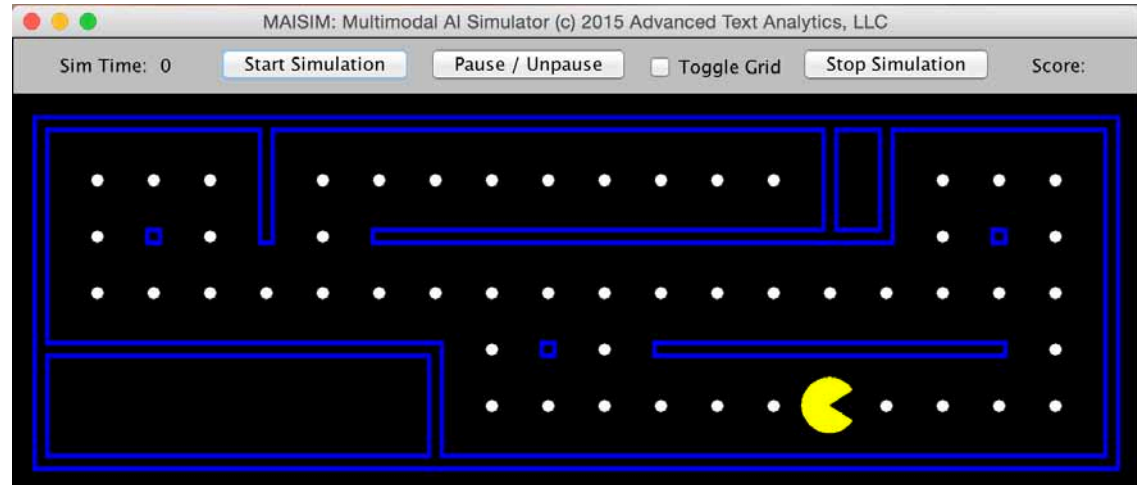 MAISIM: Multimodal AI Simulator (c) 2015 Advanced Text Analytics, LLC
Sim Time: 0 Start Simulation Pause / Unpause Toggle Grid Stop Simulation Score: